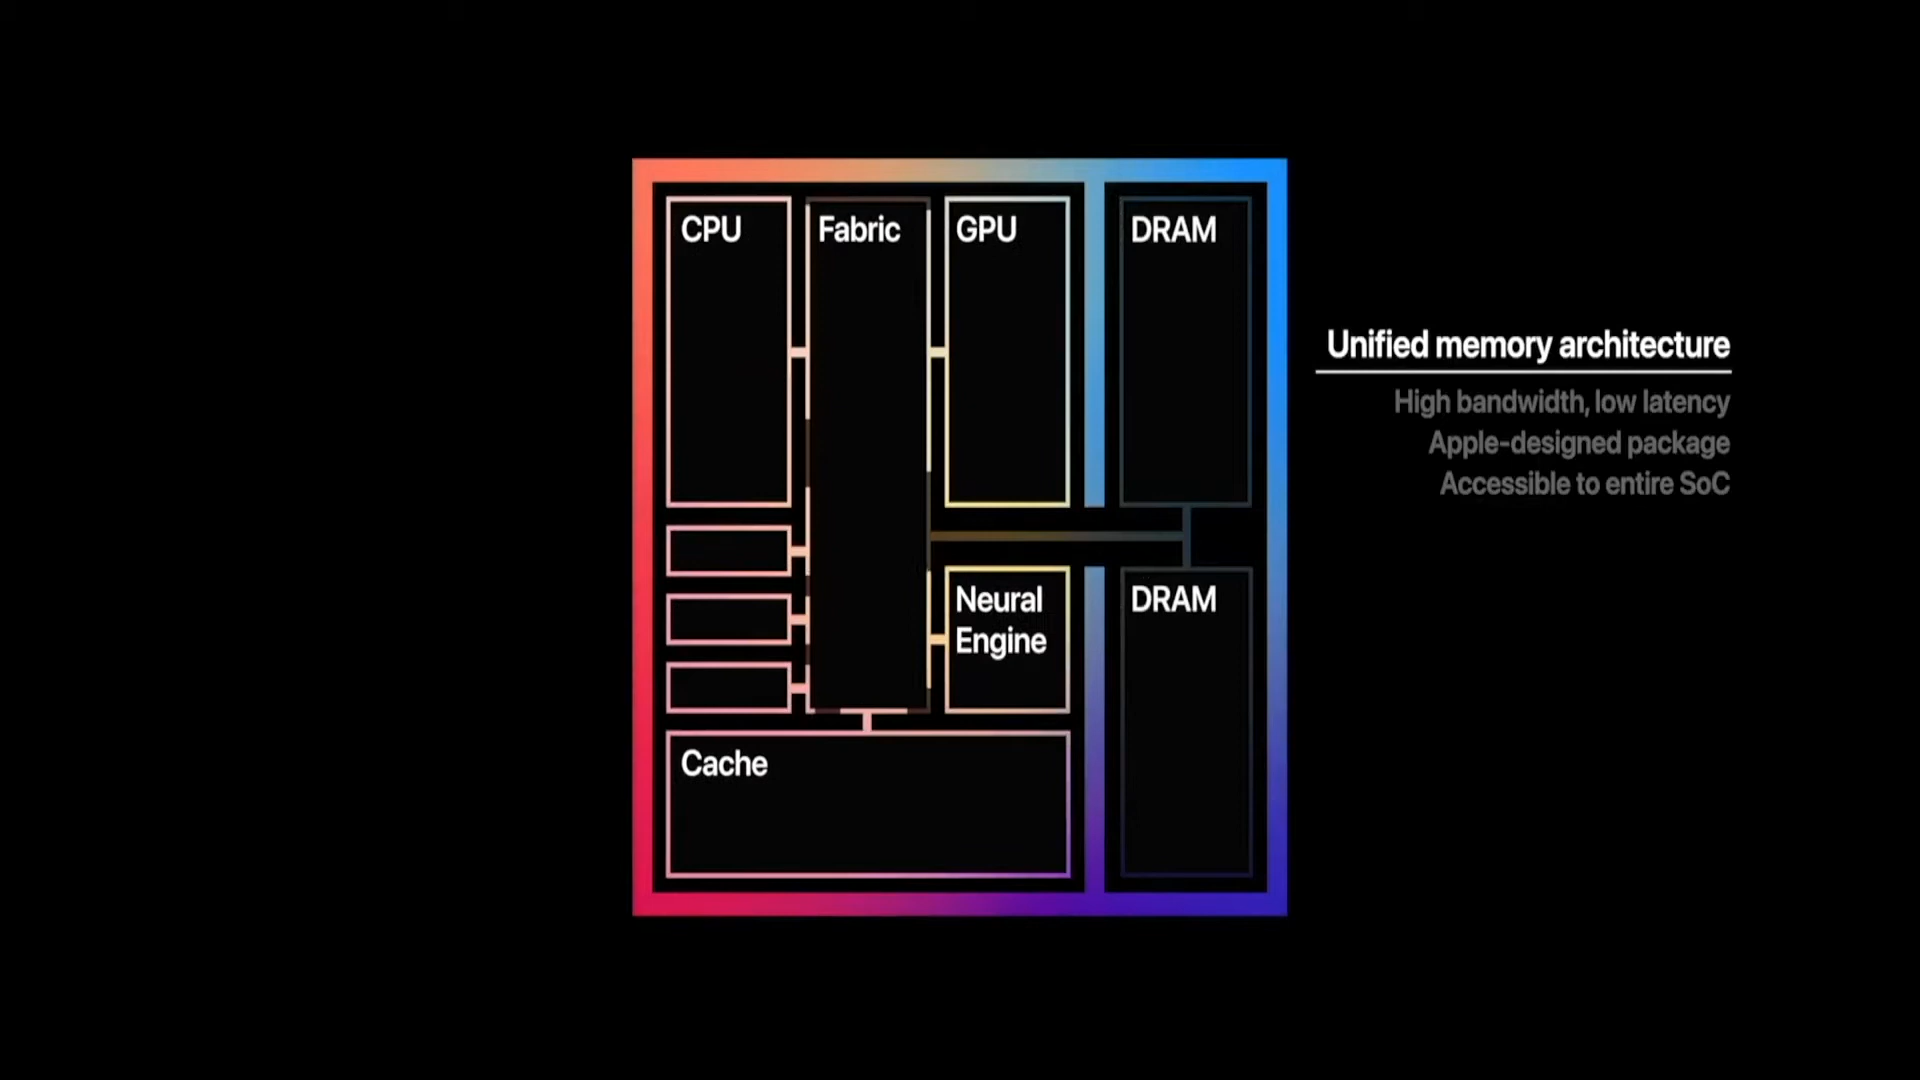 CPU
Fabric
GPU
DRAM
Unified memory architecture
High bandwidth, low latency
Apple-designed package
Accessible to entire SoC
Neural
Engine
DRAM
Cache